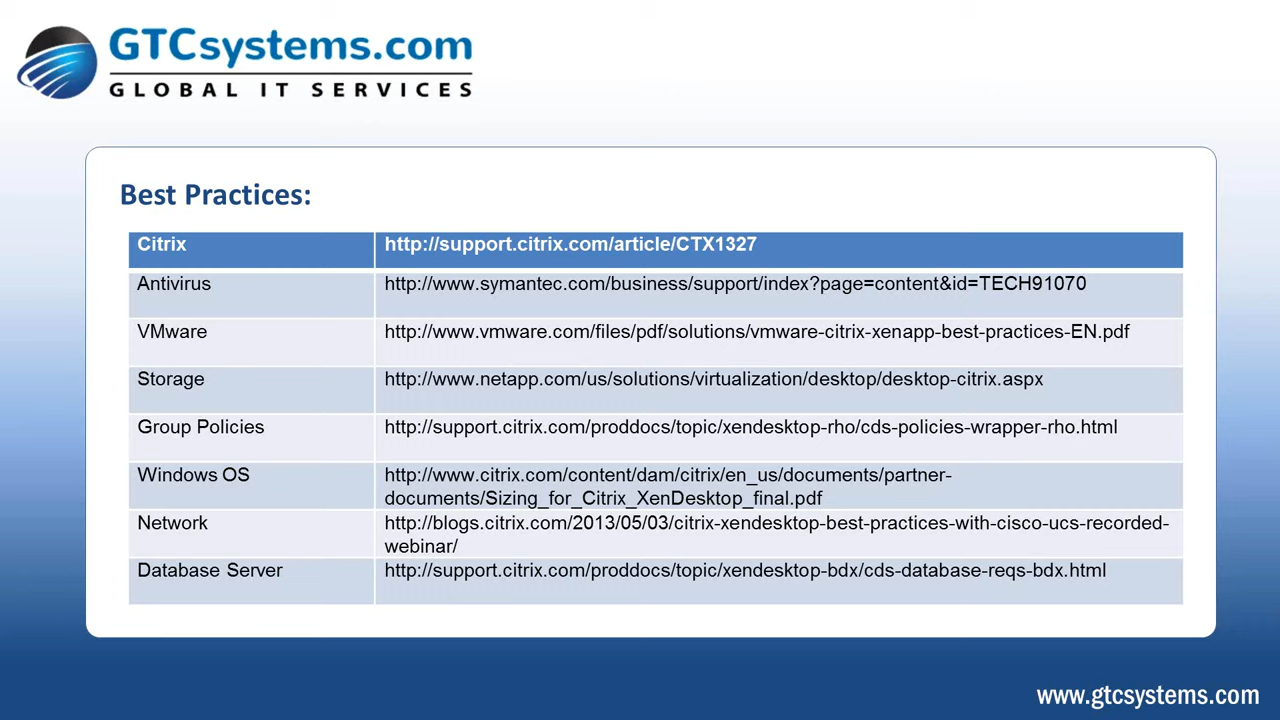 GTCsystems.com
GLOBAL IT SERVICES
Best Practices:
Citrix http://support.citrix.com/article/CTX1327
Antivirus http://www.symantec.com/business/support/index?page=content&id=TECH91070
VMware http://www.vmware.com/files/pdf/solutions/vmware-citrix-xenapp-best-practices-EN.pdf
Storage http://www.netapp.com/us/solutions/virtualization/desktop/desktop-citrix.aspx
Group Policies http://support.citrix.com/proddocs/topic/xendesktop-rho/cds-policies-wrapper-rho.html
Windows OS http://www.citrix.com/content/dam/citrix/en_us/documents/partner-
documents/Sizing_for_Citrix_XenDesktop_final.pdf
Network http://blogs.citrix.com/2013/05/03/citrix-xendesktop-best-practices-with-cisco-ucs-recorded-
webinar/
Database Server http://support.citrix.com/proddocs/topic/xendesktop-bdx/cds-database-reqs-bdx.html
www.gtcsystems.com